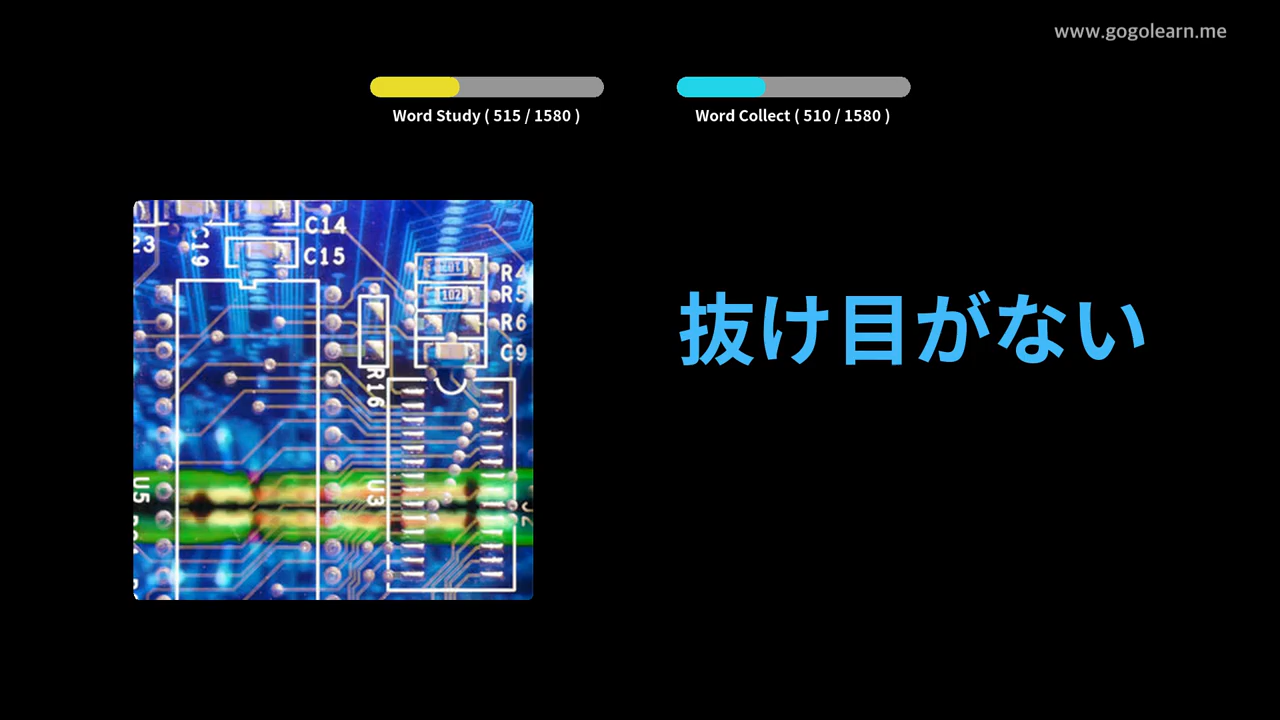 www.gogolearn.me
Word Study ( 515 / 1580 )
Word Collect ( 510 / 1580 )
抜け目がない
C14
C19
23
C15
R4
102
R5
R6
C9
R16
U5
U3